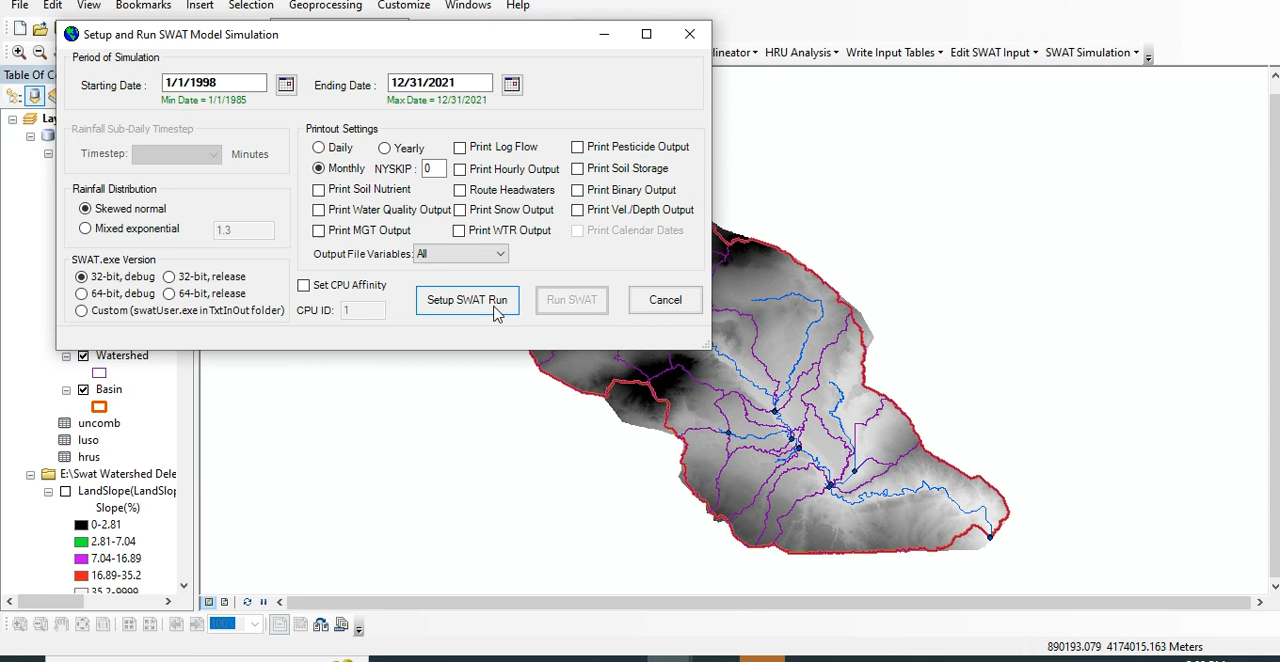 File Edit View Bookmarks Insert Selection Geoprocessing Customize Windows Help
Setup and Run SWAT Model Simulation
HRU Analysis Write Input Tables Edit SWAT Input SWAT Simulation
Period of Simulation
Starting Date : 1/1/1998 Ending Date : 12/31/2021
Min Date = 1/1/1985 Max Date = 12/31/2021
Rainfall Sub-Daily Timestep
Timestep: Minutes
Rainfall Distribution
Skewed normal
Mixed exponential 1.3
SWAT.exe Version
32-bit, debug 32-bit, release
64-bit, debug 64-bit, release
Custom (swatUser.exe in TxtInOut folder)
Printout Settings
Daily Yearly Print Log Flow Print Pesticide Output
Monthly NYSKIP : 0 Print Hourly Output Print Soil Storage
Print Soil Nutrient Route Headwaters Print Binary Output
Print Water Quality Output Print Snow Output Print Vel./Depth Output
Print MGT Output Print WTR Output Print Calendar Dates
Output File Variables: All
Set CPU Affinity
CPU ID: 1
Setup SWAT Run Run SWAT Cancel
Table Of
Watershed
Basin
uncomb
luso
hrus
E:\Swat Watershed Dele
LandSlope(LandSlop
Slope(%)
0-2.81
2.81-7.04
7.04-16.89
16.89-35.2
35.2-9999
100%
890193.079 4174015.163 Meters